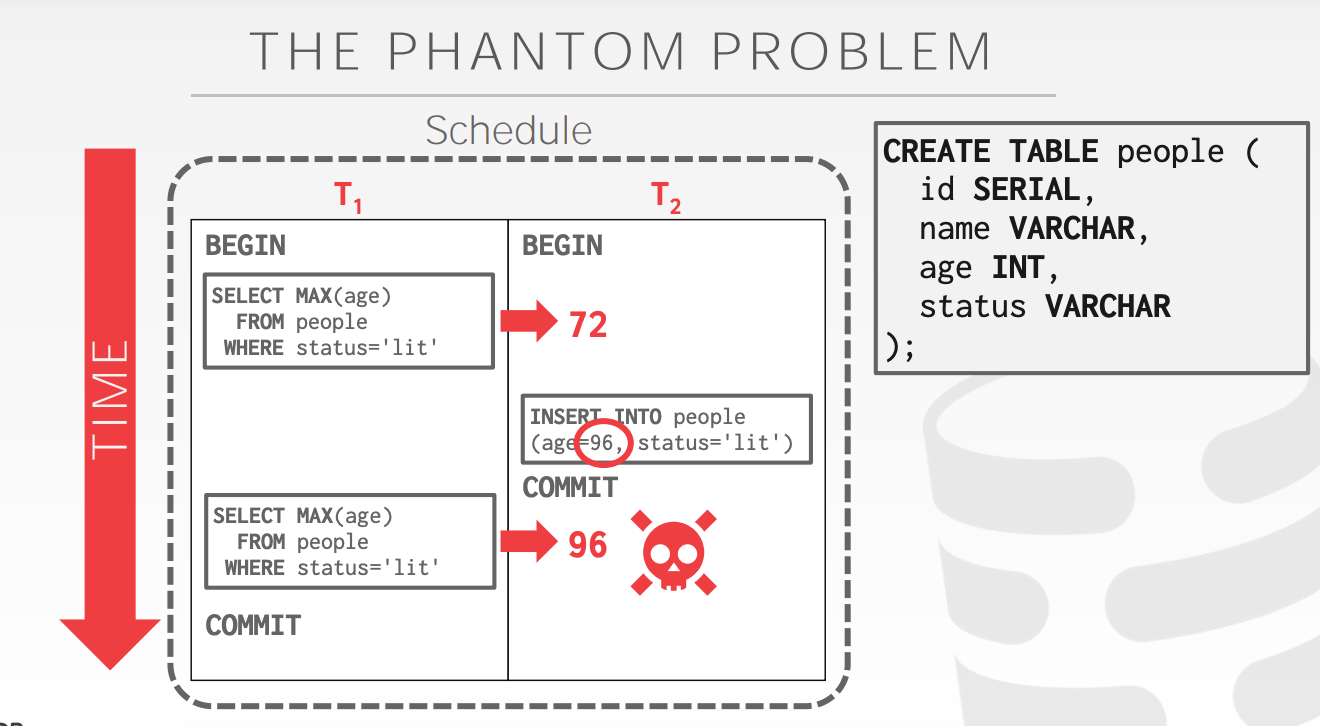 THE PHANTOM PROBLEM
Schedule
TIME
T1
T2
BEGIN
SELECT MAX(age)
FROM people
WHERE status='lit'
72
SELECT MAX(age)
FROM people
WHERE status='lit'
96
COMMIT
BEGIN
INSERT INTO people
(age=96, status='lit')
COMMIT
CREATE TABLE people (
id SERIAL,
name VARCHAR,
age INT,
status VARCHAR
);